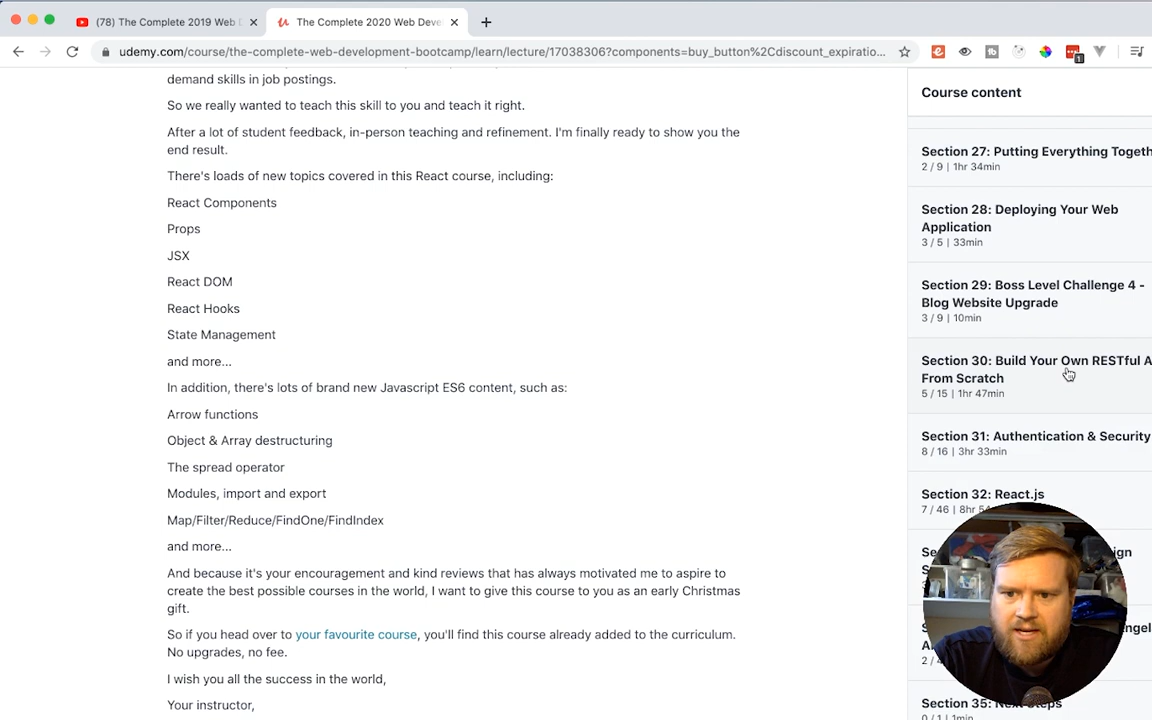 (78) The Complete 2019 Web D
The Complete 2020 Web Deve
udemy.com/course/the-complete-web-development-bootcamp/learn/lecture/17038306?components=buy_button%2Cdiscount_expiratio...
demand skills in job postings.
So we really wanted to teach this skill to you and teach it right.
After a lot of student feedback, in-person teaching and refinement. I'm finally ready to show you the
end result.
There's loads of new topics covered in this React course, including:
React Components
Props
JSX
React DOM
React Hooks
State Management
and more...
In addition, there's lots of brand new Javascript ES6 content, such as:
Arrow functions
Object & Array destructuring
The spread operator
Modules, import and export
Map/Filter/Reduce/FindOne/FindIndex
and more...
And because it's your encouragement and kind reviews that has always motivated me to aspire to
create the best possible courses in the world, I want to give this course to you as an early Christmas
gift.
So if you head over to your favourite course, you'll find this course already added to the curriculum.
No upgrades, no fee.
I wish you all the success in the world,
Your instructor,
Course content
Section 27: Putting Everything Togeth
2 / 9 | 1hr 34min
Section 28: Deploying Your Web
Application
3 / 5 | 33min
Section 29: Boss Level Challenge 4 -
Blog Website Upgrade
3 / 9 | 10min
Section 30: Build Your Own RESTful A
From Scratch
5 / 15 | 1hr 47min
Section 31: Authentication & Security
8 / 16 | 3hr 33min
Section 32: React.js
7 / 46 | 8hr
Section 35: Next Steps
0 / 1 | 1min